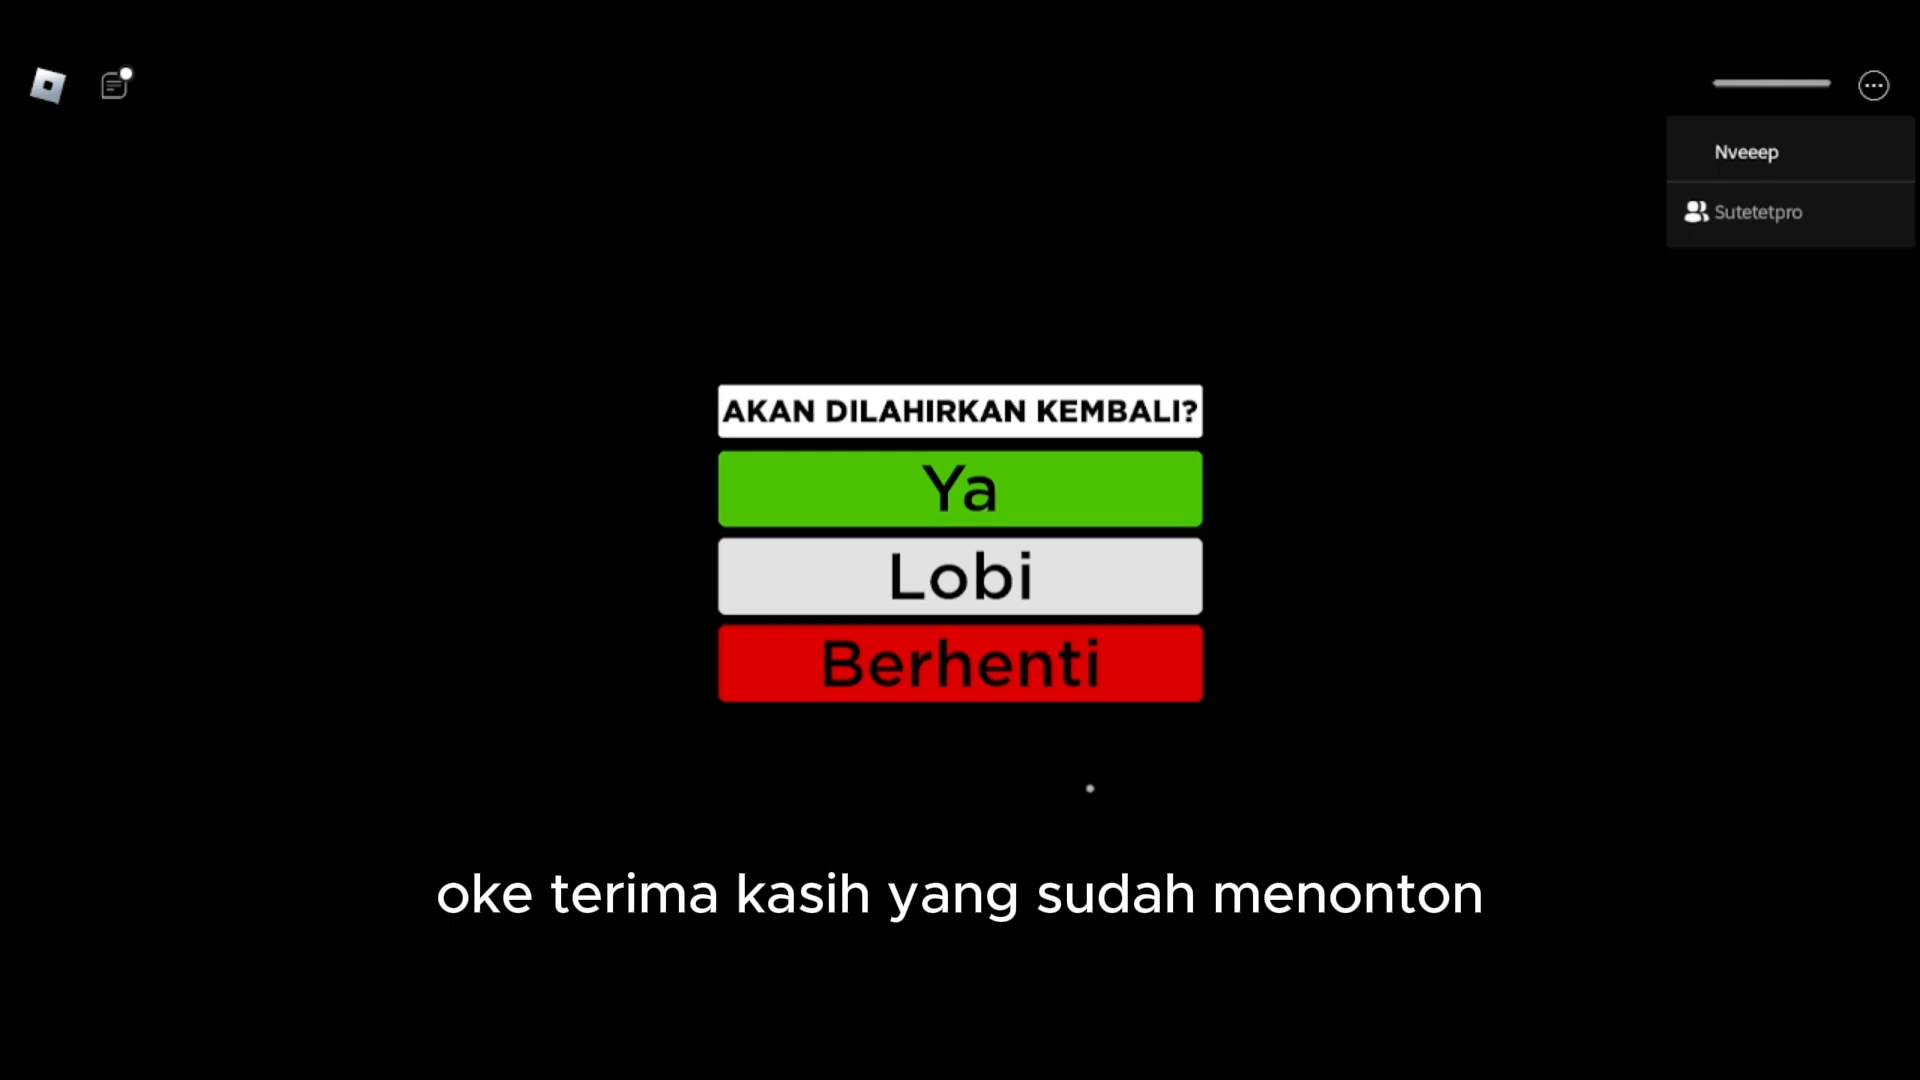 Nveeep
Sutetetpro
AKAN DILAHIRKAN KEMBALI?
Ya
Lobi
Berhenti
oke terima kasih yang sudah menonton